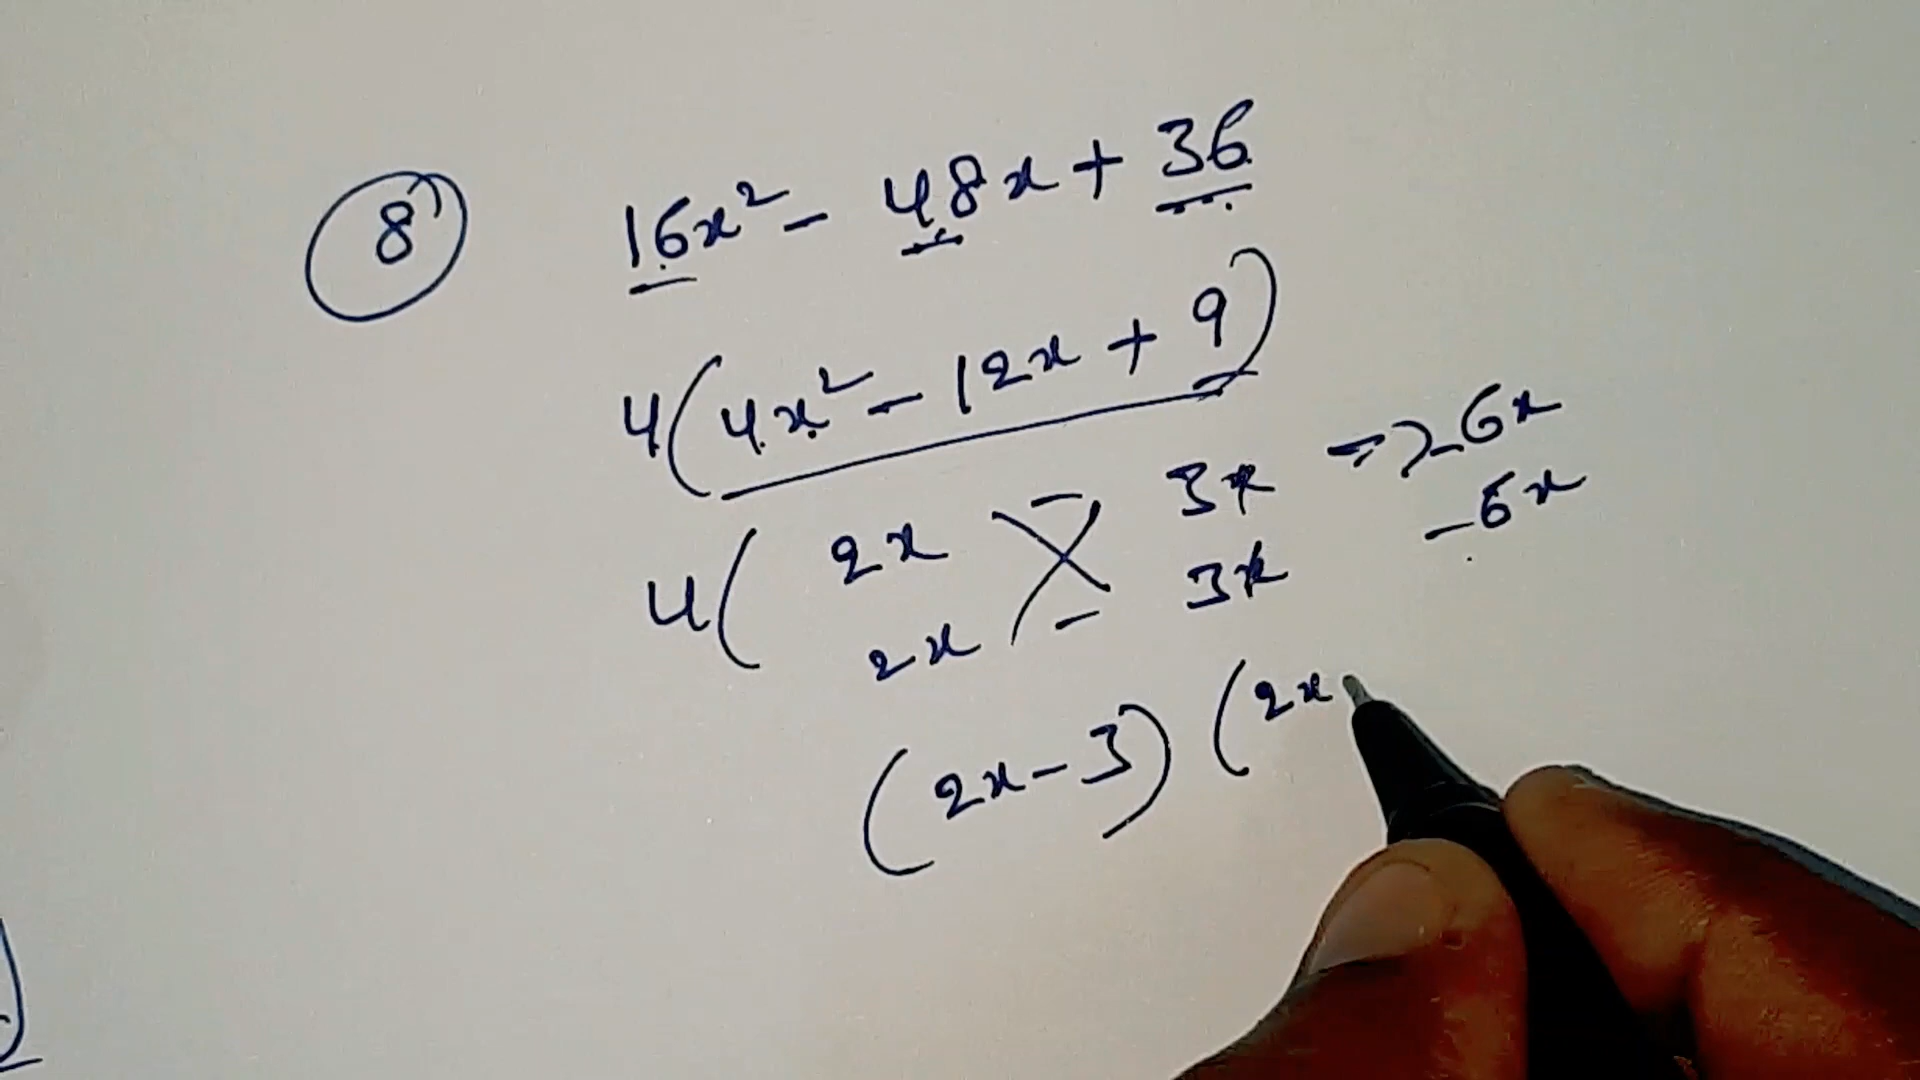 8) 16x² - 48x + 36
4(4x² - 12x + 9)
4( 2x 3x => -6x
2x 3x -6x
- -
(2x - 3) (2x